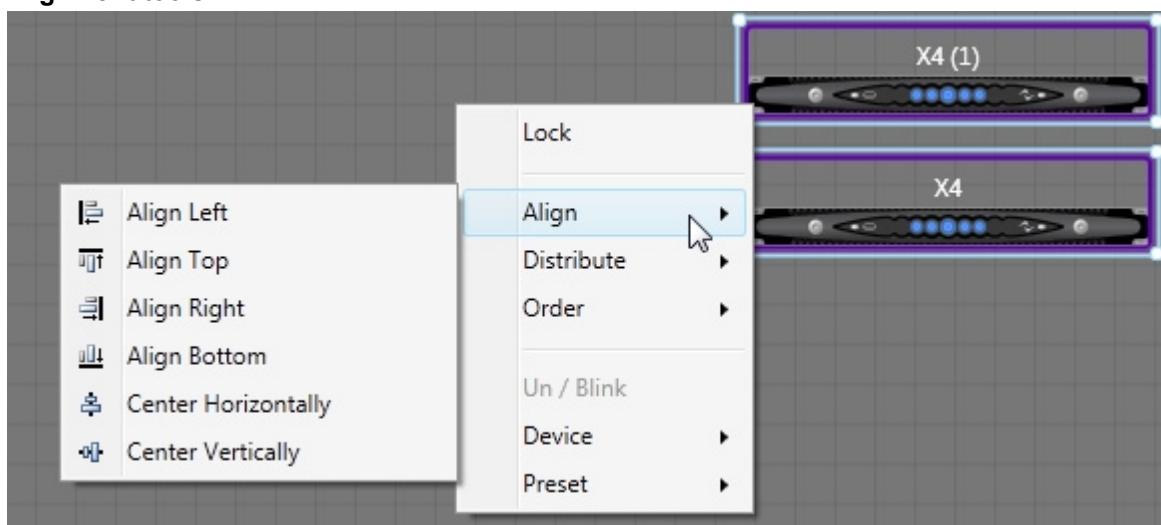 X4 (1)
X4
Lock
Align
Distribute
Order
Un / Blink
Device
Preset
Align Left
Align Top
Align Right
Align Bottom
Center Horizontally
Center Vertically